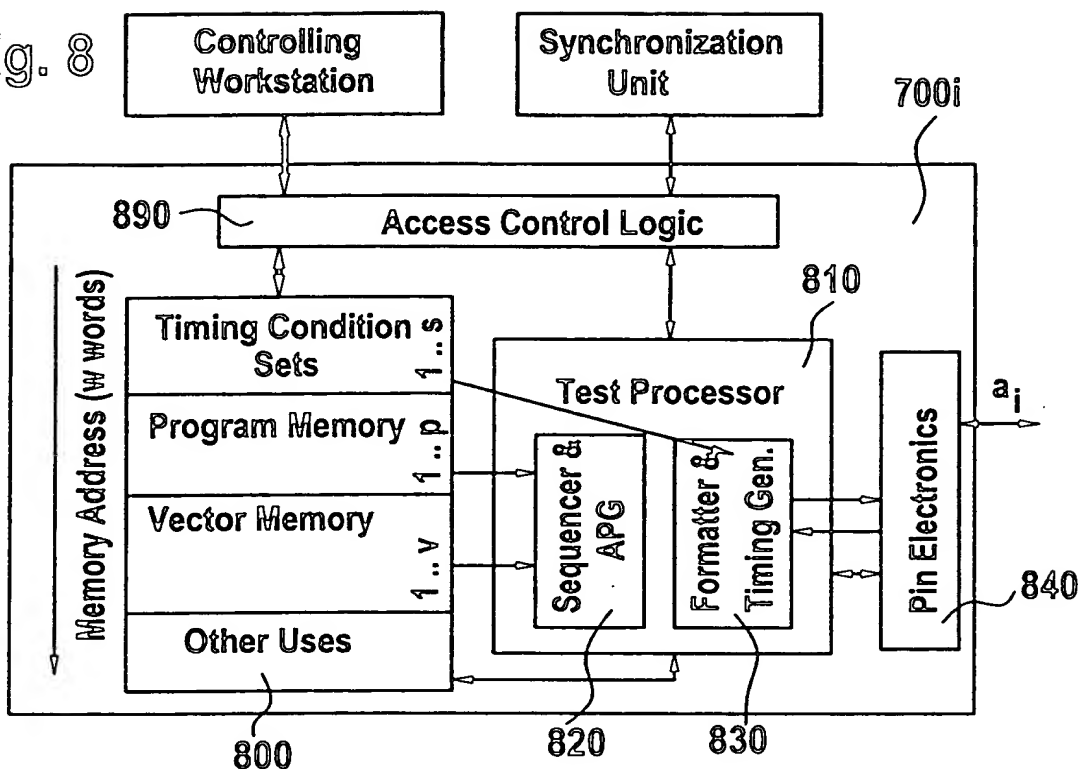 g. 8
Controlling
Workstation
Synchronization
Unit
700i
890
Access Control Logic
Memory Address (w words)
Timing Condition
Sets
1 .. s
Program Memory
1 .. p
Vector Memory
1 .. v
Other Uses
800
810
Test Processor
Sequencer &
APG
Formatter &
Timing Gen.
820
830
Pin Electronics
840
ai